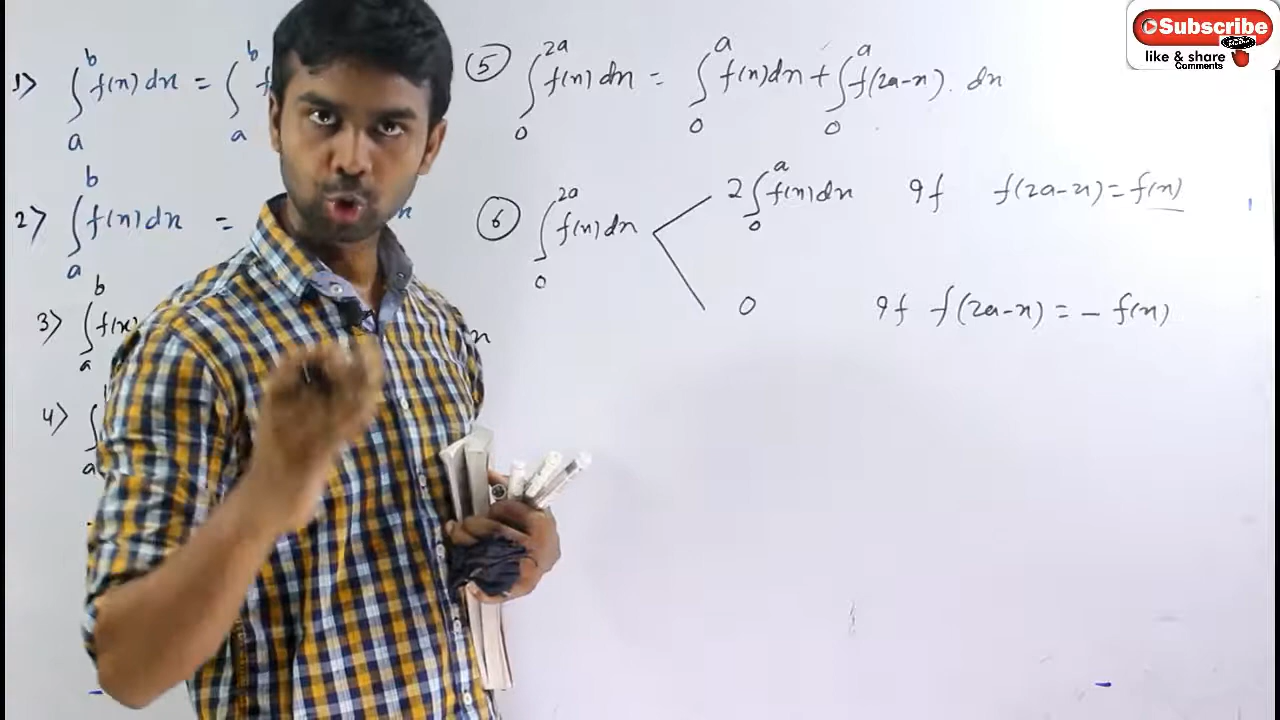 1) ∫_a^b f(x) dx = ∫_a^b f
2) ∫_a^b f(x) dx =
3) ∫_a^b f(x)
4) ∫_a
⑤ ∫_0^{2a} f(x) dx = ∫_0^a f(x) dx + ∫_0^a f(2a-x). dx
⑥ ∫_0^{2a} f(x) dx
2 ∫_0^a f(x) dx If f(2a-x) = f(x)
0 If f(2a-x) = - f(x)
Subscribe
like & share
Comments